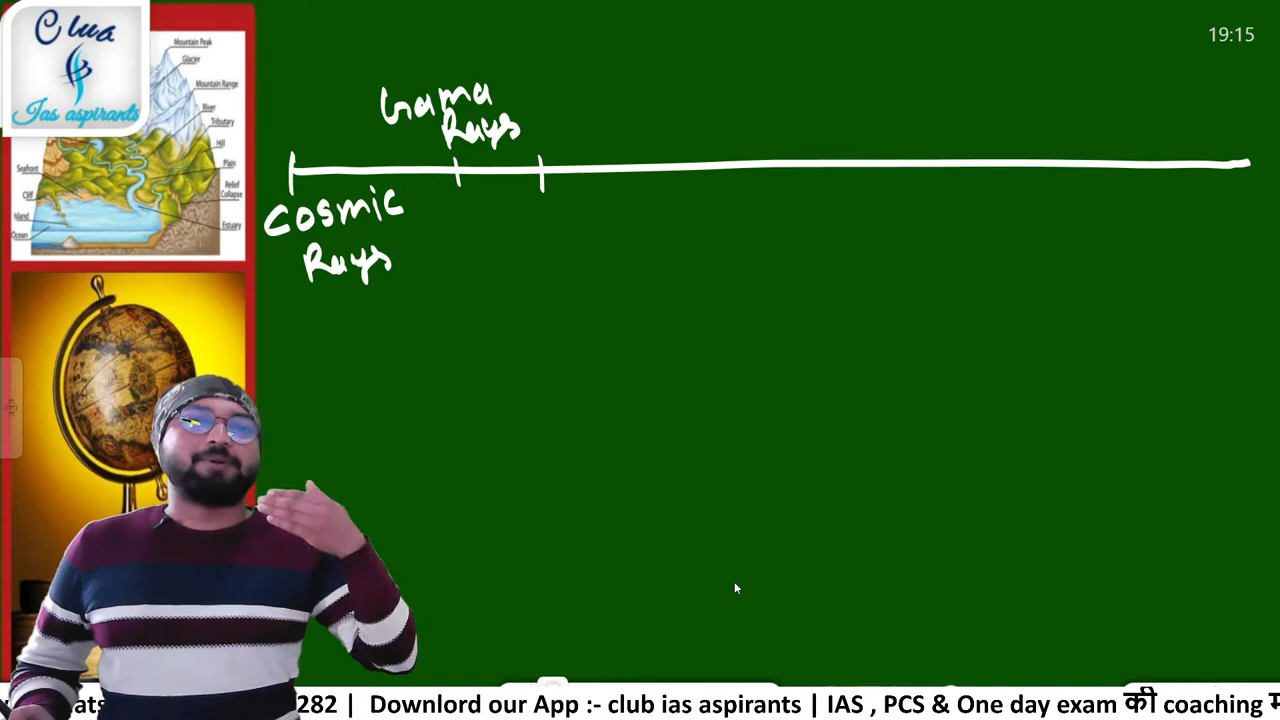 Clua
Ias aspirants
Mountain Peak
Glacier
Mountain Range
River
Tributary
Hill
Plain
Relief
Collapse
Estuary
Seafront
Cliff
Island
Ocean
19:15
Gama
Rays
Cosmic
Rays
282 | Downlord our App :- club ias aspirants | IAS , PCS & One day exam की coaching